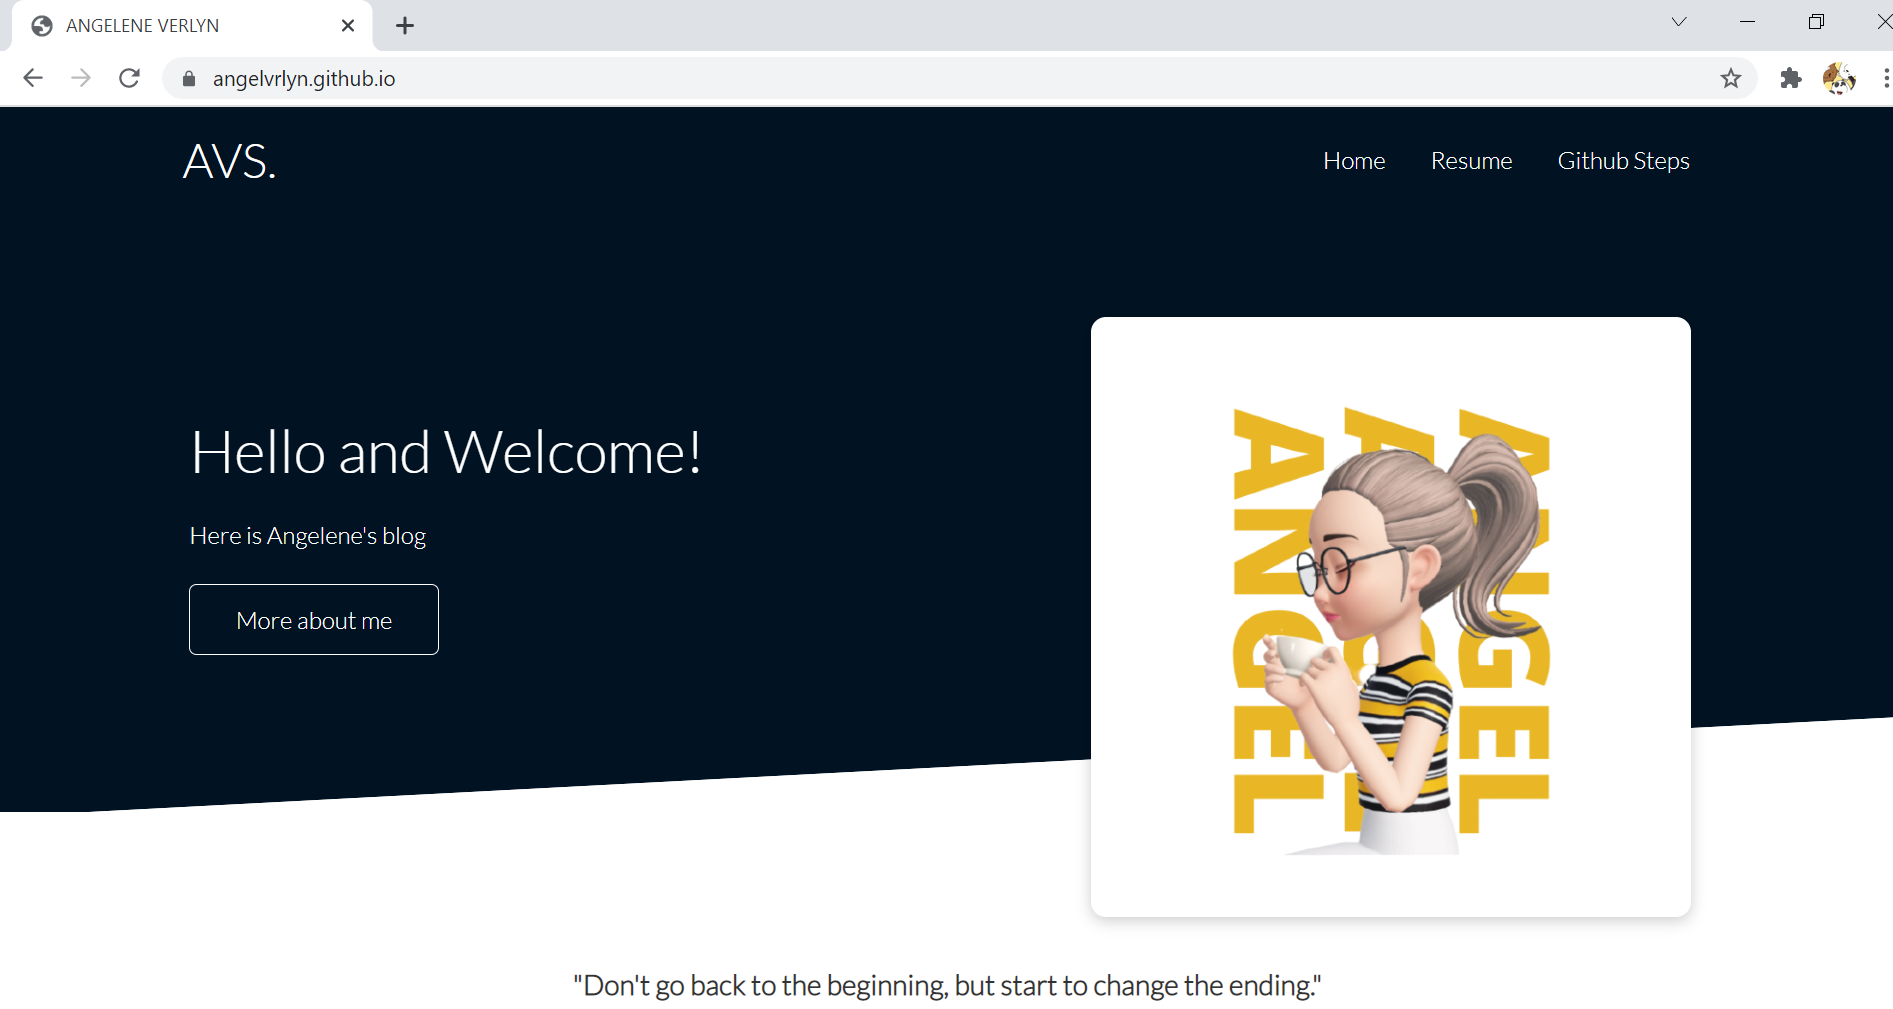 ANGELENE VERLYN
angelvrlyn.github.io
AVS.
Home Resume Github Steps
Hello and Welcome!
Here is Angelene's blog
More about me
ANGEL
ANGEL
ANGEL
"Don't go back to the beginning, but start to change the ending."